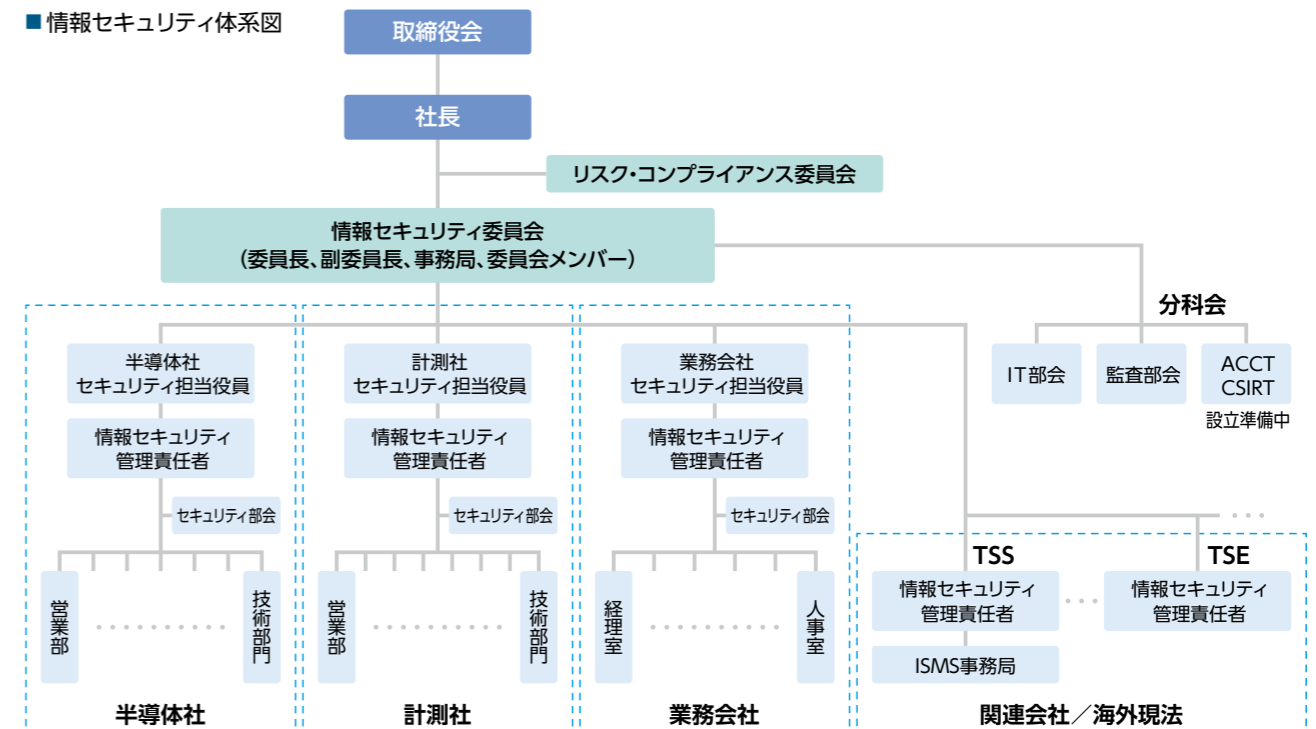 ■ 情報セキュリティ体系図
取締役会
社長
リスク・コンプライアンス委員会
情報セキュリティ委員会
（委員長、副委員長、事務局、委員会メンバー）
分科会
IT部会
監査部会
ACCT
CSIRT
設立準備中
半導体社
セキュリティ担当役員
計測社
セキュリティ担当役員
業務会社
セキュリティ担当役員
情報セキュリティ
管理責任者
情報セキュリティ
管理責任者
情報セキュリティ
管理責任者
セキュリティ部会
セキュリティ部会
セキュリティ部会
営業部
技術部門
営業部
技術部門
経理室
人事室
TSS
TSE
情報セキュリティ
管理責任者
情報セキュリティ
管理責任者
ISMS事務局
半導体社
計測社
業務会社
関連会社／海外現法